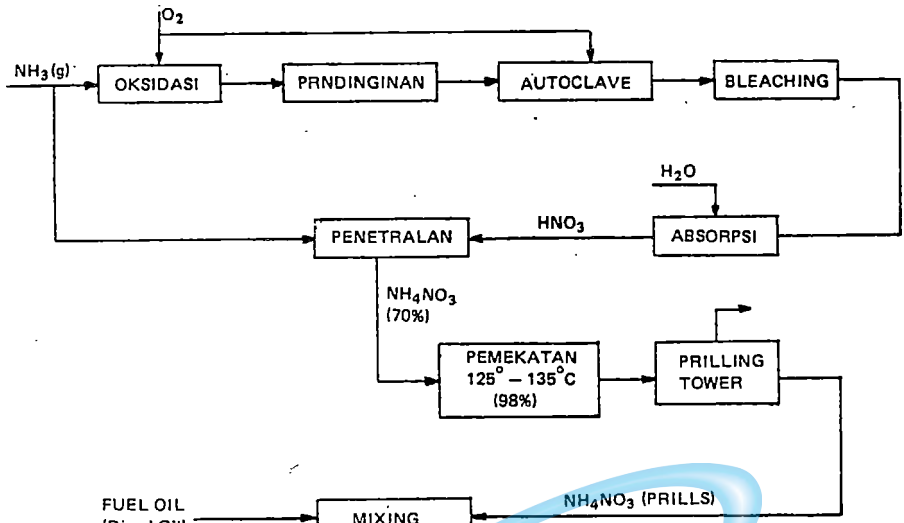 O2
NH3(g)
OKSIDASI
PRNDINGINAN
AUTOCLAVE
BLEACHING
H2O
HNO3
PENETRALAN
ABSORPSI
NH4NO3
(70%)
PEMEKATAN
125° – 135°C
(98%)
PRILLING
TOWER
NH4NO3 (PRILLS)
FUEL OIL
MIXING